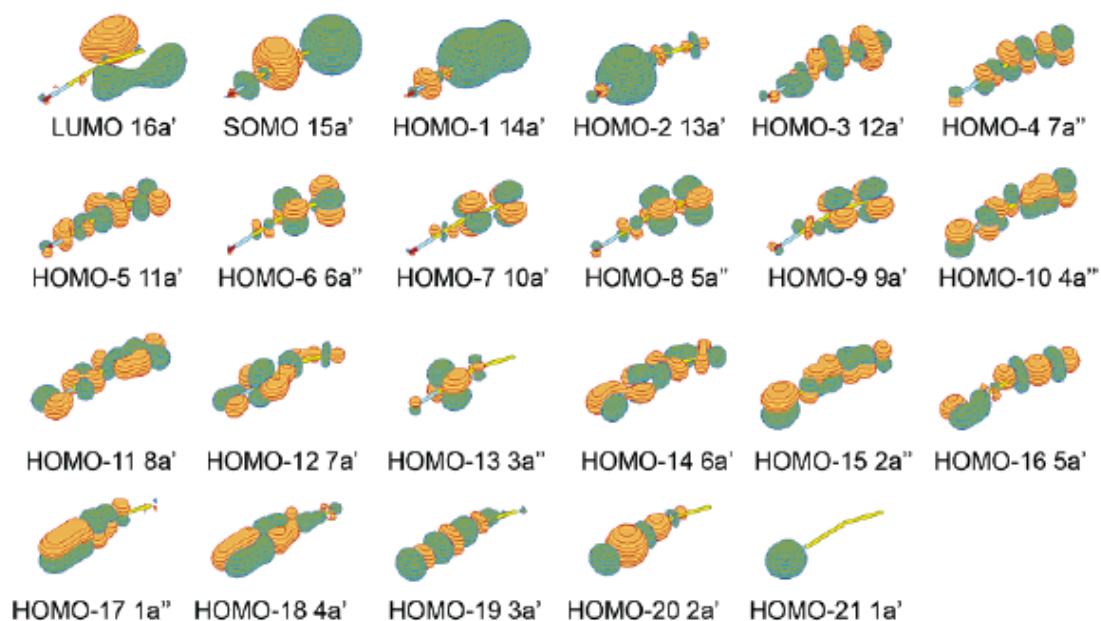 LUMO 16a' SOMO 15a' HOMO-1 14a' HOMO-2 13a' HOMO-3 12a' HOMO-4 7a"
HOMO-5 11a' HOMO-6 6a" HOMO-7 10a' HOMO-8 5a" HOMO-9 9a' HOMO-10 4a"
HOMO-11 8a' HOMO-12 7a' HOMO-13 3a" HOMO-14 6a' HOMO-15 2a" HOMO-16 5a'
HOMO-17 1a" HOMO-18 4a' HOMO-19 3a' HOMO-20 2a' HOMO-21 1a'